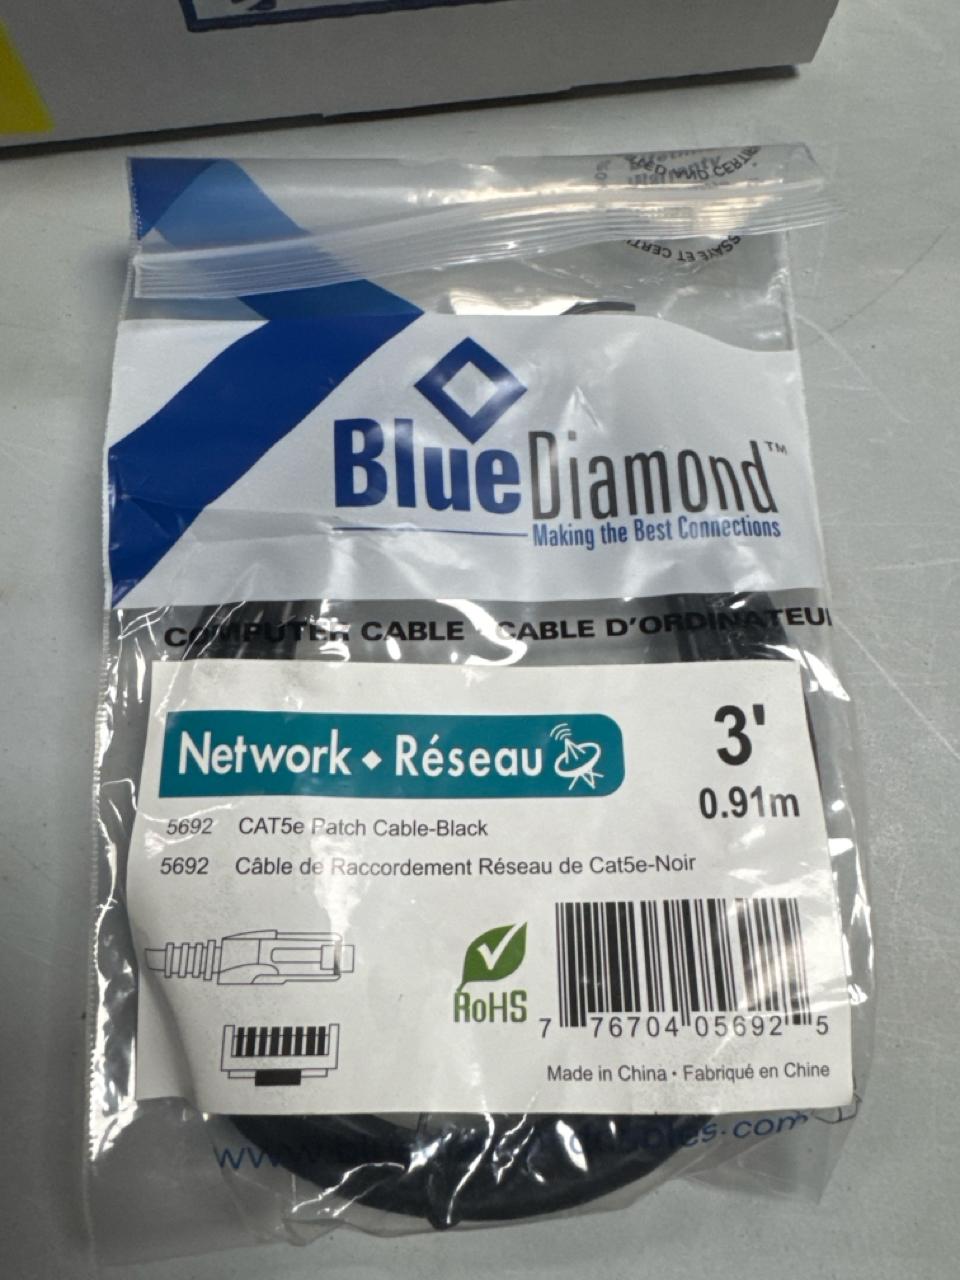 BlueDiamond™
Making the Best Connections
COMPUTER CABLE · CABLE D'ORDINATEUR
Network ◆ Réseau
3'
0.91m
5692 CAT5e Patch Cable-Black
5692 Câble de Raccordement Réseau de Cat5e-Noir
RoHS
7 76704 05692 5
Made in China • Fabriqué en Chine